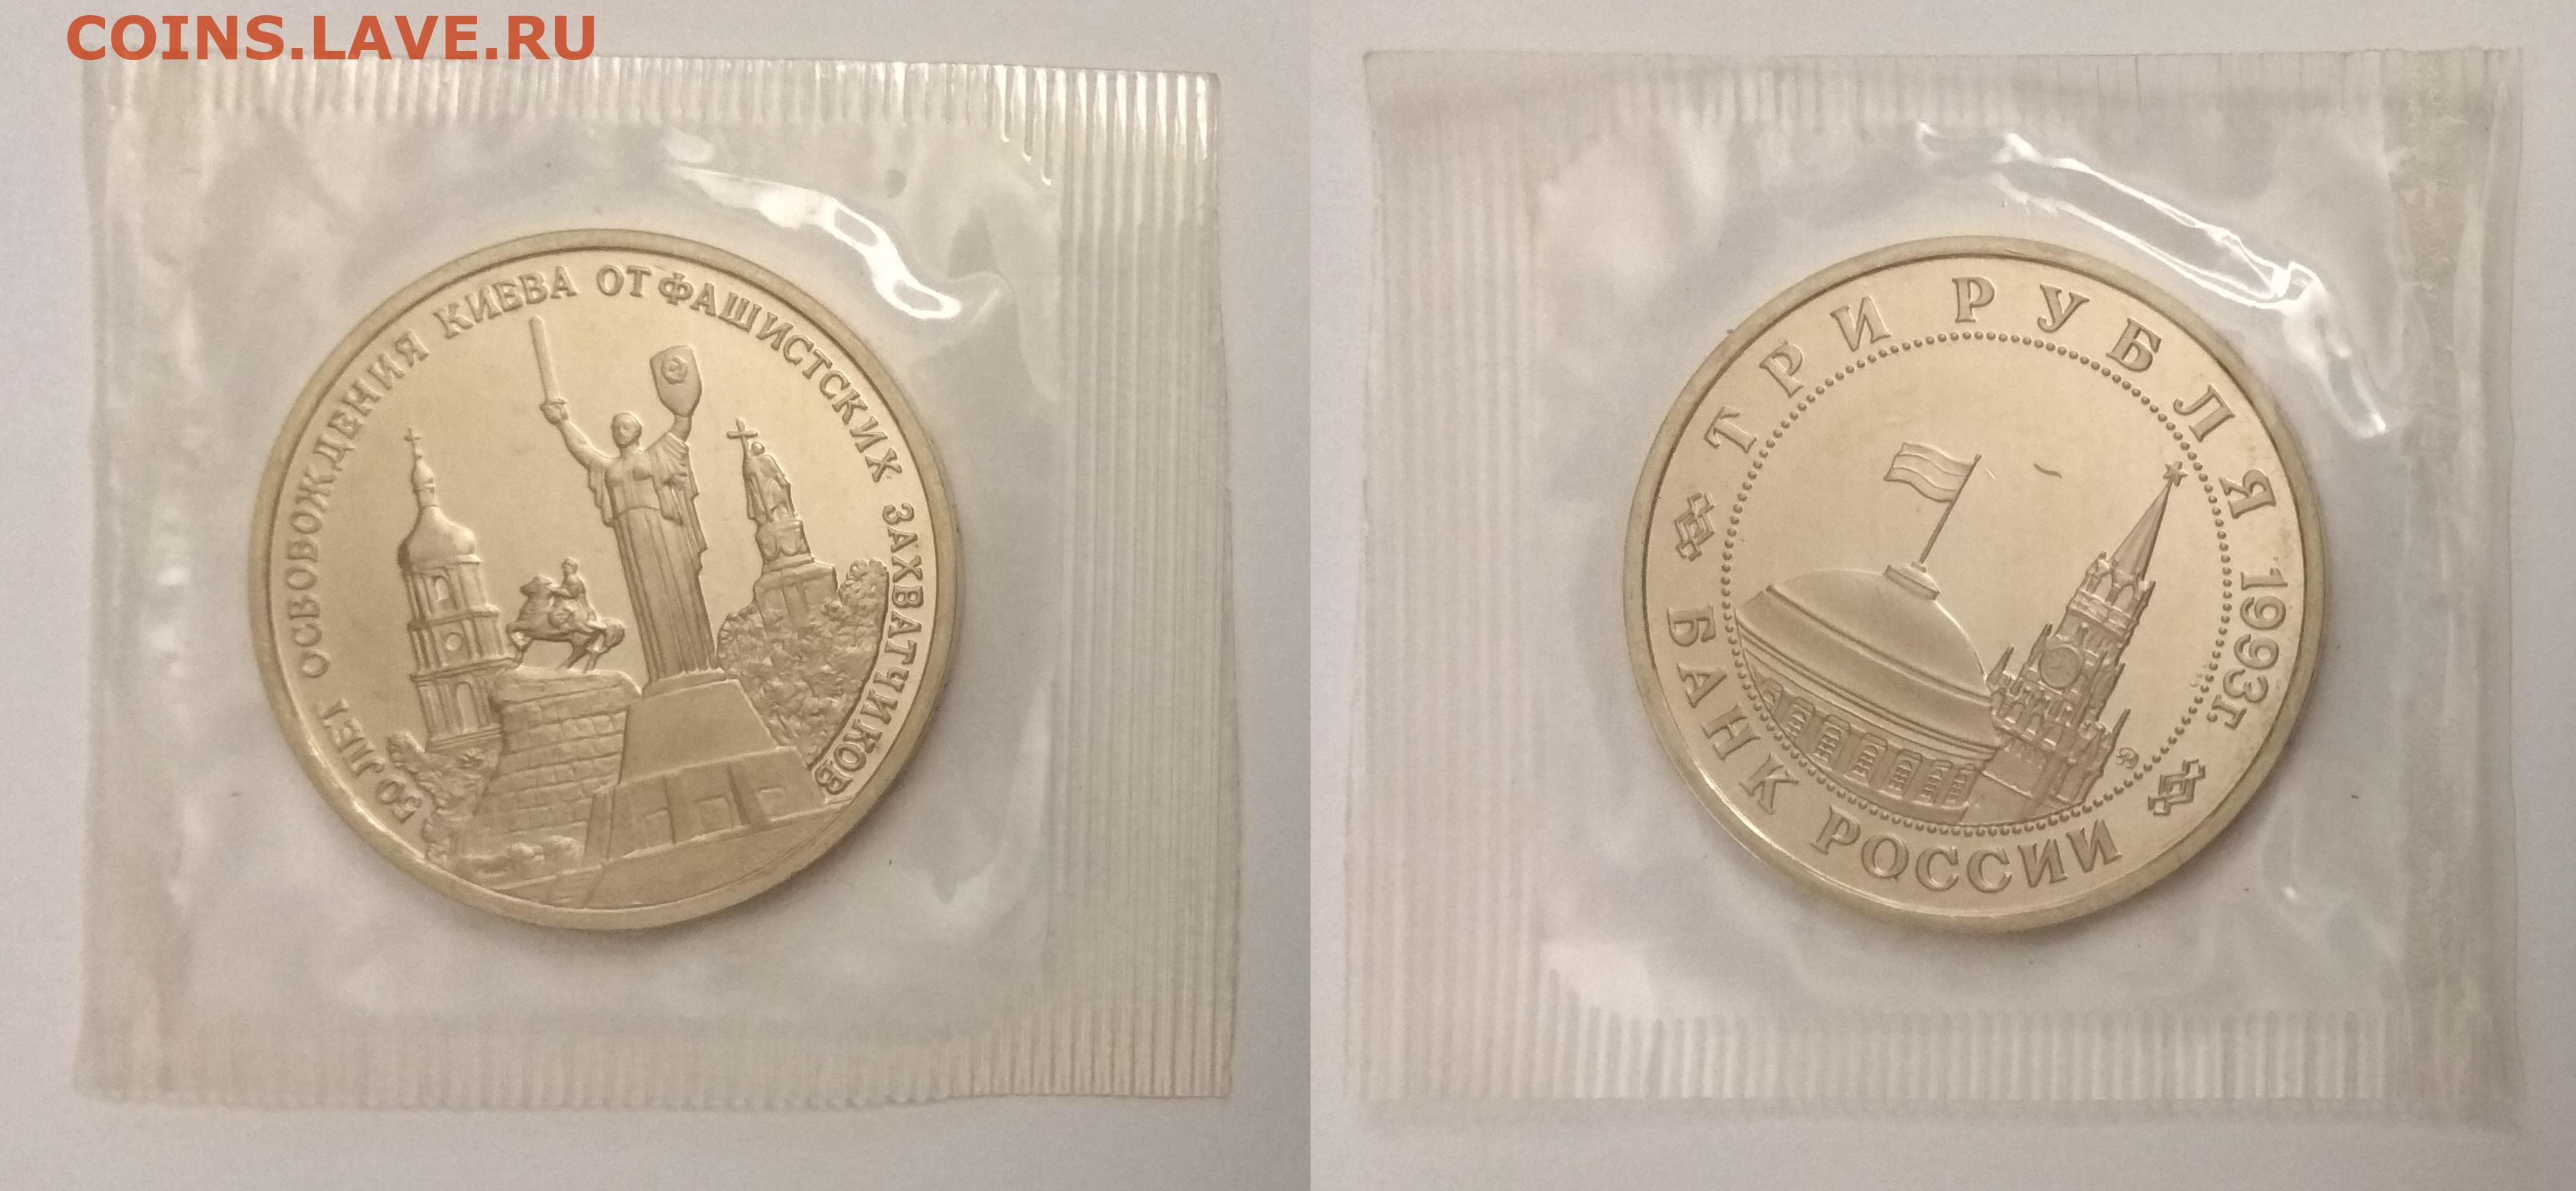 COINS.LAVE.RU
50 ЛЕТ ОСВОБОЖДЕНИЯ КИЕВА ОТ ФАШИСТСКИХ ЗАХВАТЧИКОВ
ТРИ РУБЛЯ 1993г.
БАНК РОССИИ